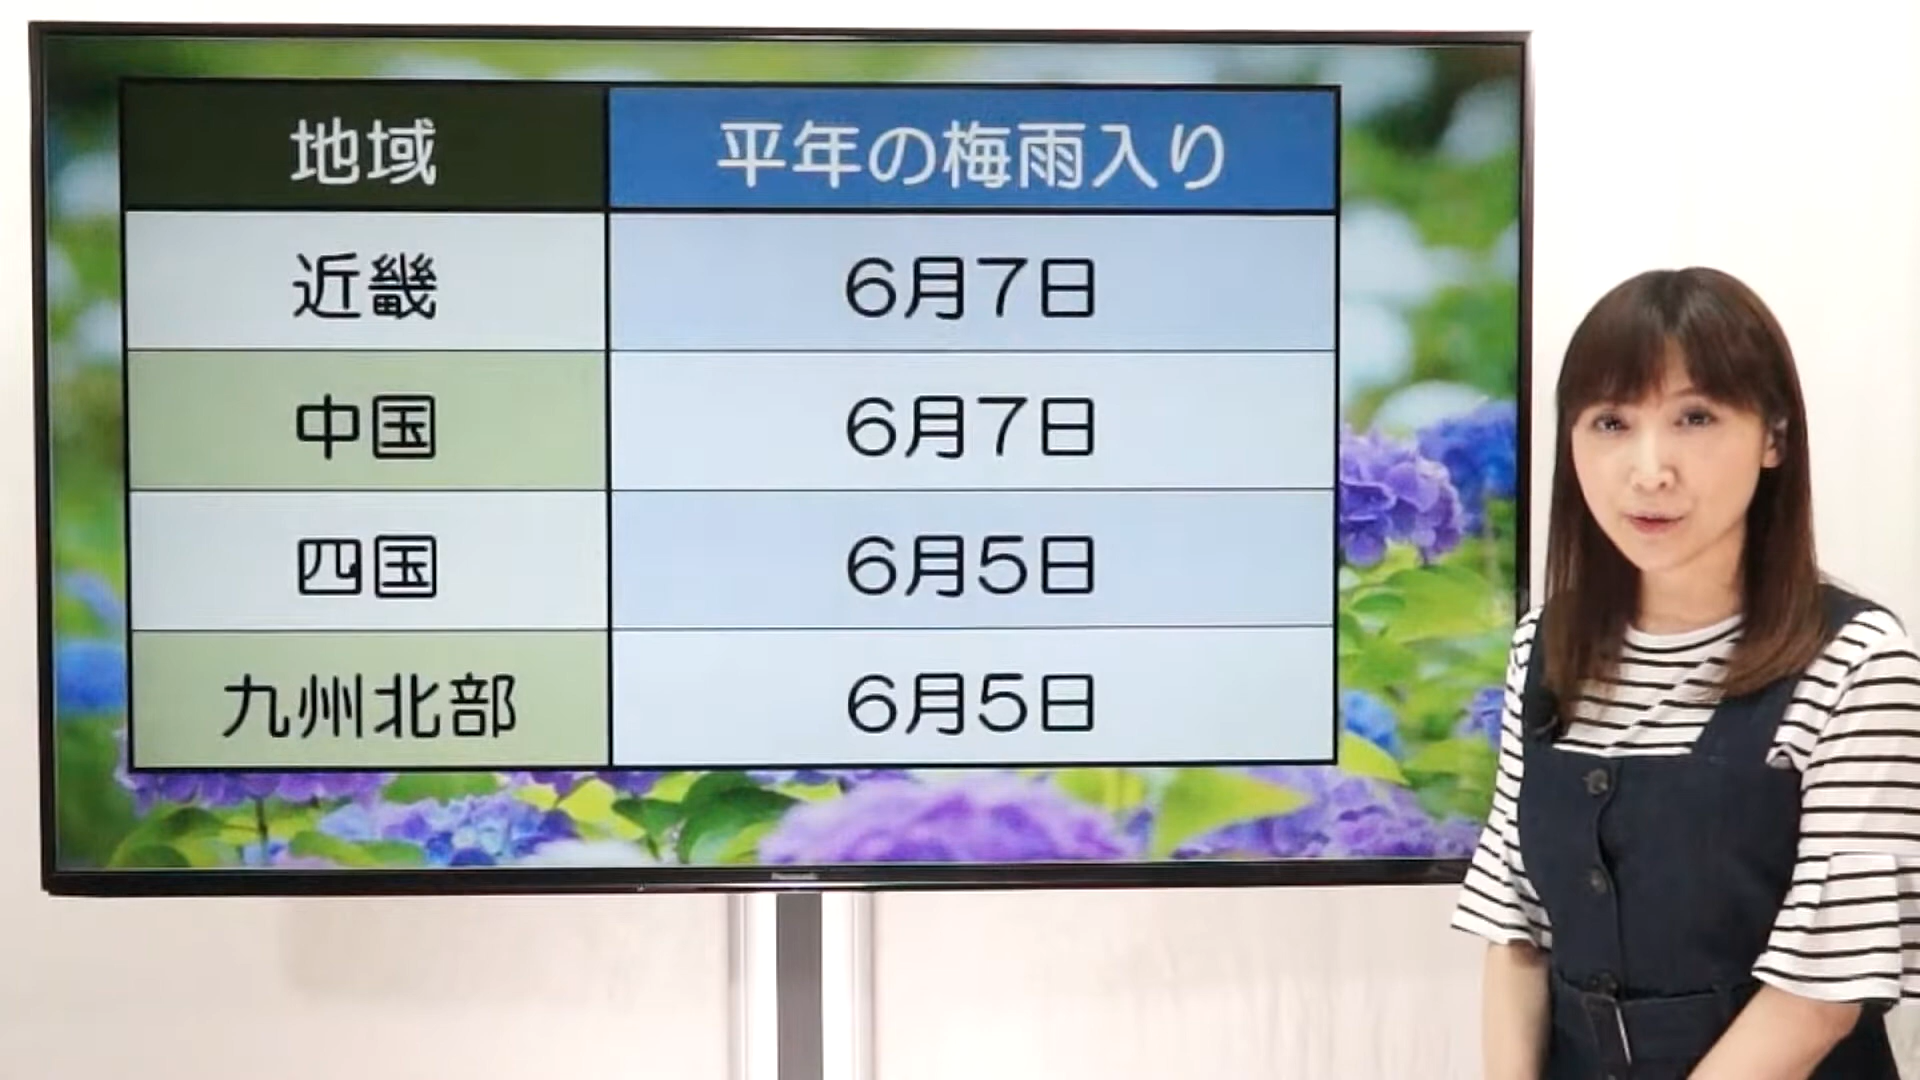 地域 平年の梅雨入り
近畿 6月7日
中国 6月7日
四国 6月5日
九州北部 6月5日
Panasonic